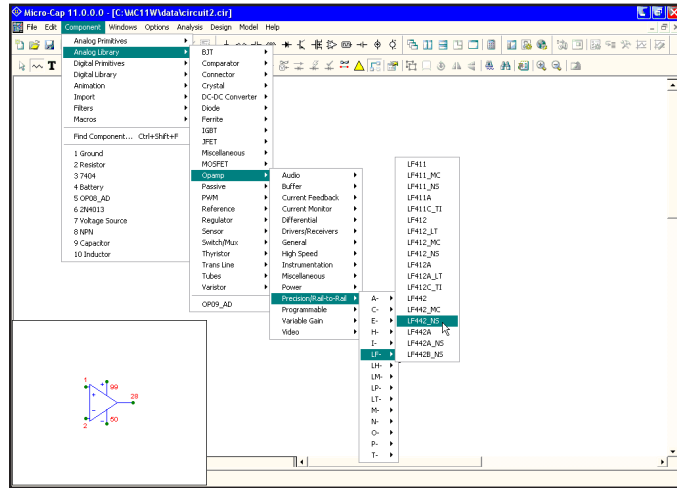 Micro-Cap 11.0.0.0 - [C:\MC11W\data\circuit2.cir]
File Edit Component Windows Options Analysis Design Model Help
T
Analog Primitives
Analog Library
Digital Primitives
Digital Library
Animation
Import
Filters
Macros
Find Component... Ctrl+Shift+F
1 Ground
2 Resistor
3 7404
4 Battery
5 OP08_AD
6 2N4013
7 Voltage Source
8 NPN
9 Capacitor
10 Inductor
BJT
Comparator
Connector
Crystal
DC-DC Converter
Diode
Ferrite
IGBT
JFET
Miscellaneous
MOSFET
Opamp
Passive
PWM
Reference
Regulator
Sensor
Switch/Mux
Thyristor
Trans Line
Tubes
Varistor
OP09_AD
Audio
Buffer
Current Feedback
Current Monitor
Differential
Drivers/Receivers
General
High Speed
Instrumentation
Miscellaneous
Power
Precision/Rail-to-Rail
Programmable
Variable Gain
Video
A-
C-
E-
H-
I-
LF-
LH-
LM-
LP-
LT-
M-
N-
O-
P-
T-
LF411
LF411_MC
LF411_NS
LF411A
LF411C_TI
LF412
LF412_LT
LF412_MC
LF412_NS
LF412A
LF412A_LT
LF412C_TI
LF442
LF442_MC
LF442_NS
LF442A
LF442A_NS
LF442B_NS
1
99
28
2
50